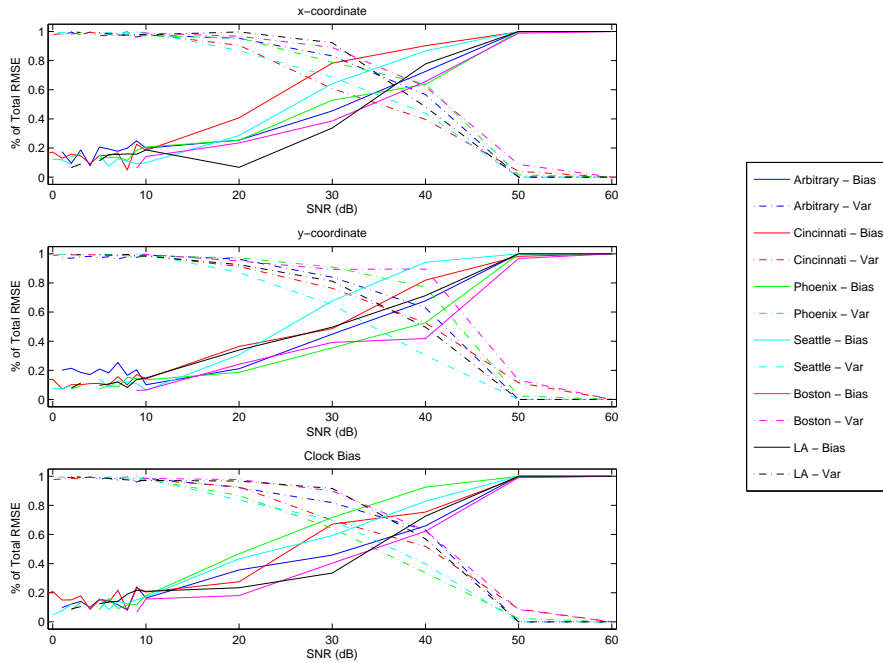 x−coordinate
% of Total RMSE
1
0.8
0.6
0.4
0.2
0
0 10 20 30 40 50 60
SNR (dB)
y−coordinate
% of Total RMSE
1
0.8
0.6
0.4
0.2
0
0 10 20 30 40 50 60
SNR (dB)
Clock Bias
% of Total RMSE
1
0.8
0.6
0.4
0.2
0
0 10 20 30 40 50 60
SNR (dB)
Arbitrary − Bias
Arbitrary − Var
Cincinnati − Bias
Cincinnati − Var
Phoenix − Bias
Phoenix − Var
Seattle − Bias
Seattle − Var
Boston − Bias
Boston − Var
LA − Bias
LA − Var